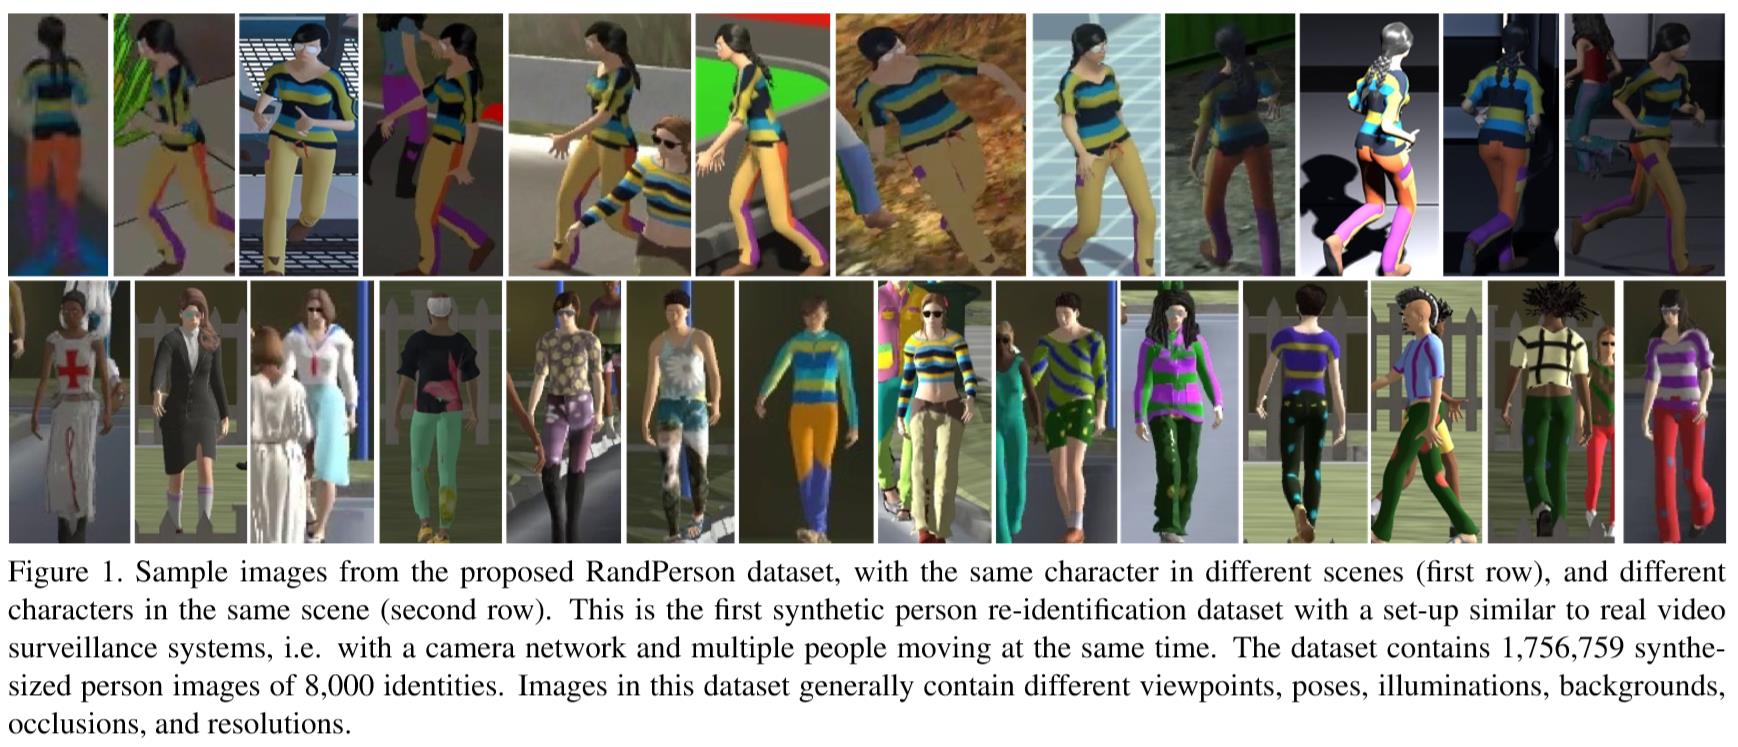 Figure 1. Sample images from the proposed RandPerson dataset, with the same character in different scenes (first row), and different
characters in the same scene (second row). This is the first synthetic person re-identification dataset with a set-up similar to real video
surveillance systems, i.e. with a camera network and multiple people moving at the same time. The dataset contains 1,756,759 synthe-
sized person images of 8,000 identities. Images in this dataset generally contain different viewpoints, poses, illuminations, backgrounds,
occlusions, and resolutions.